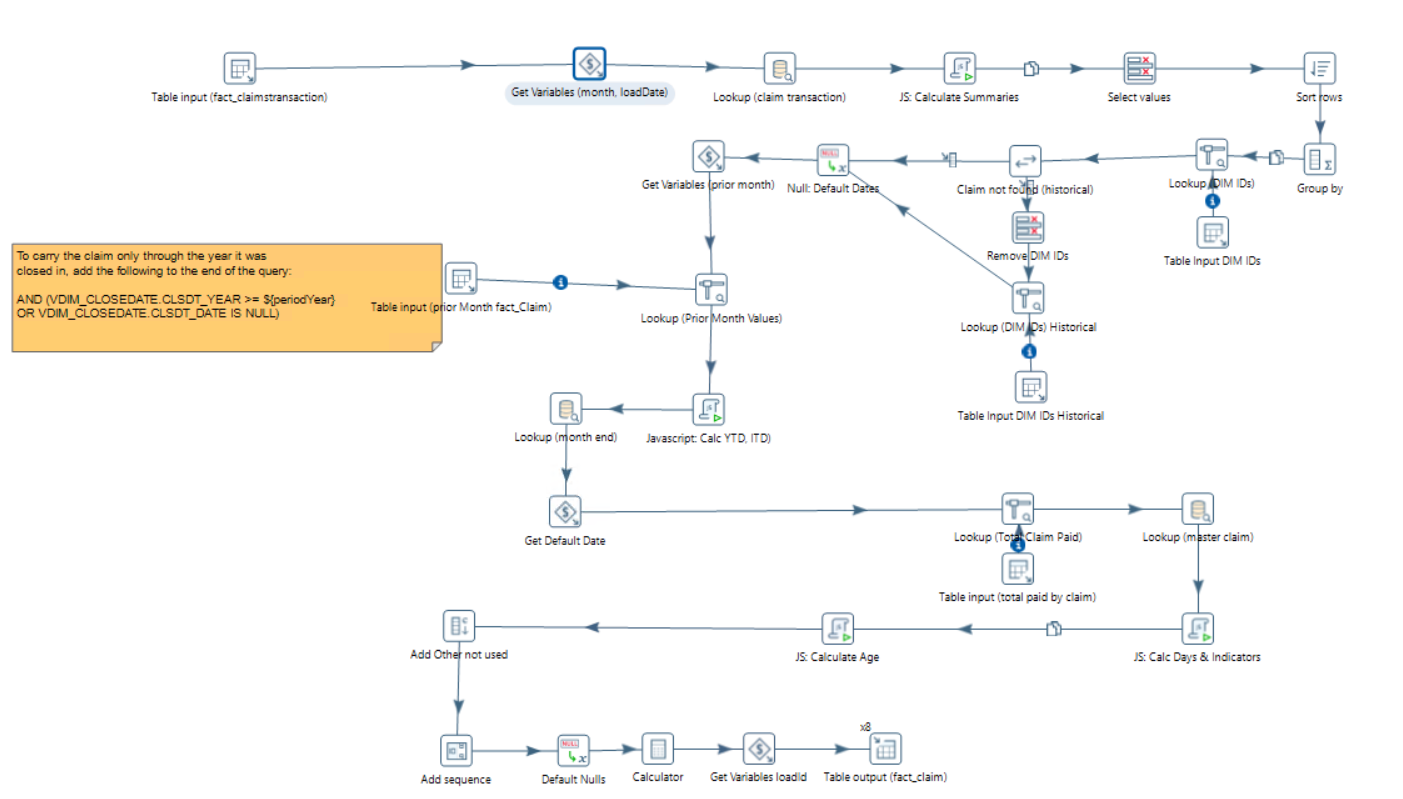 Table input (fact_claimstransaction)
Get Variables (month, loadDate)
Lookup (claim transaction)
JS: Calculate Summaries
Select values
Sort rows
Get Variables (prior month)
Null: Default Dates
Claim not found (historical)
Lookup (DIM IDs)
Group by
Remove DIM IDs
Table Input DIM IDs
To carry the claim only through the year it was
closed in, add the following to the end of the query:
AND (VDIM_CLOSEDATE.CLSDT_YEAR >= ${periodYear}
OR VDIM_CLOSEDATE.CLSDT_DATE IS NULL)
Table input (prior Month fact_Claim)
Lookup (Prior Month Values)
Lookup (DIM IDs) Historical
Table Input DIM IDs Historical
Lookup (month end)
Javascript: Calc YTD, ITD)
Get Default Date
Lookup (Total Claim Paid)
Lookup (master claim)
Table input (total paid by claim)
Add Other not used
JS: Calculate Age
JS: Calc Days & Indicators
x8
Add sequence
Default Nulls
Calculator
Get Variables loadId
Table output (fact_claim)